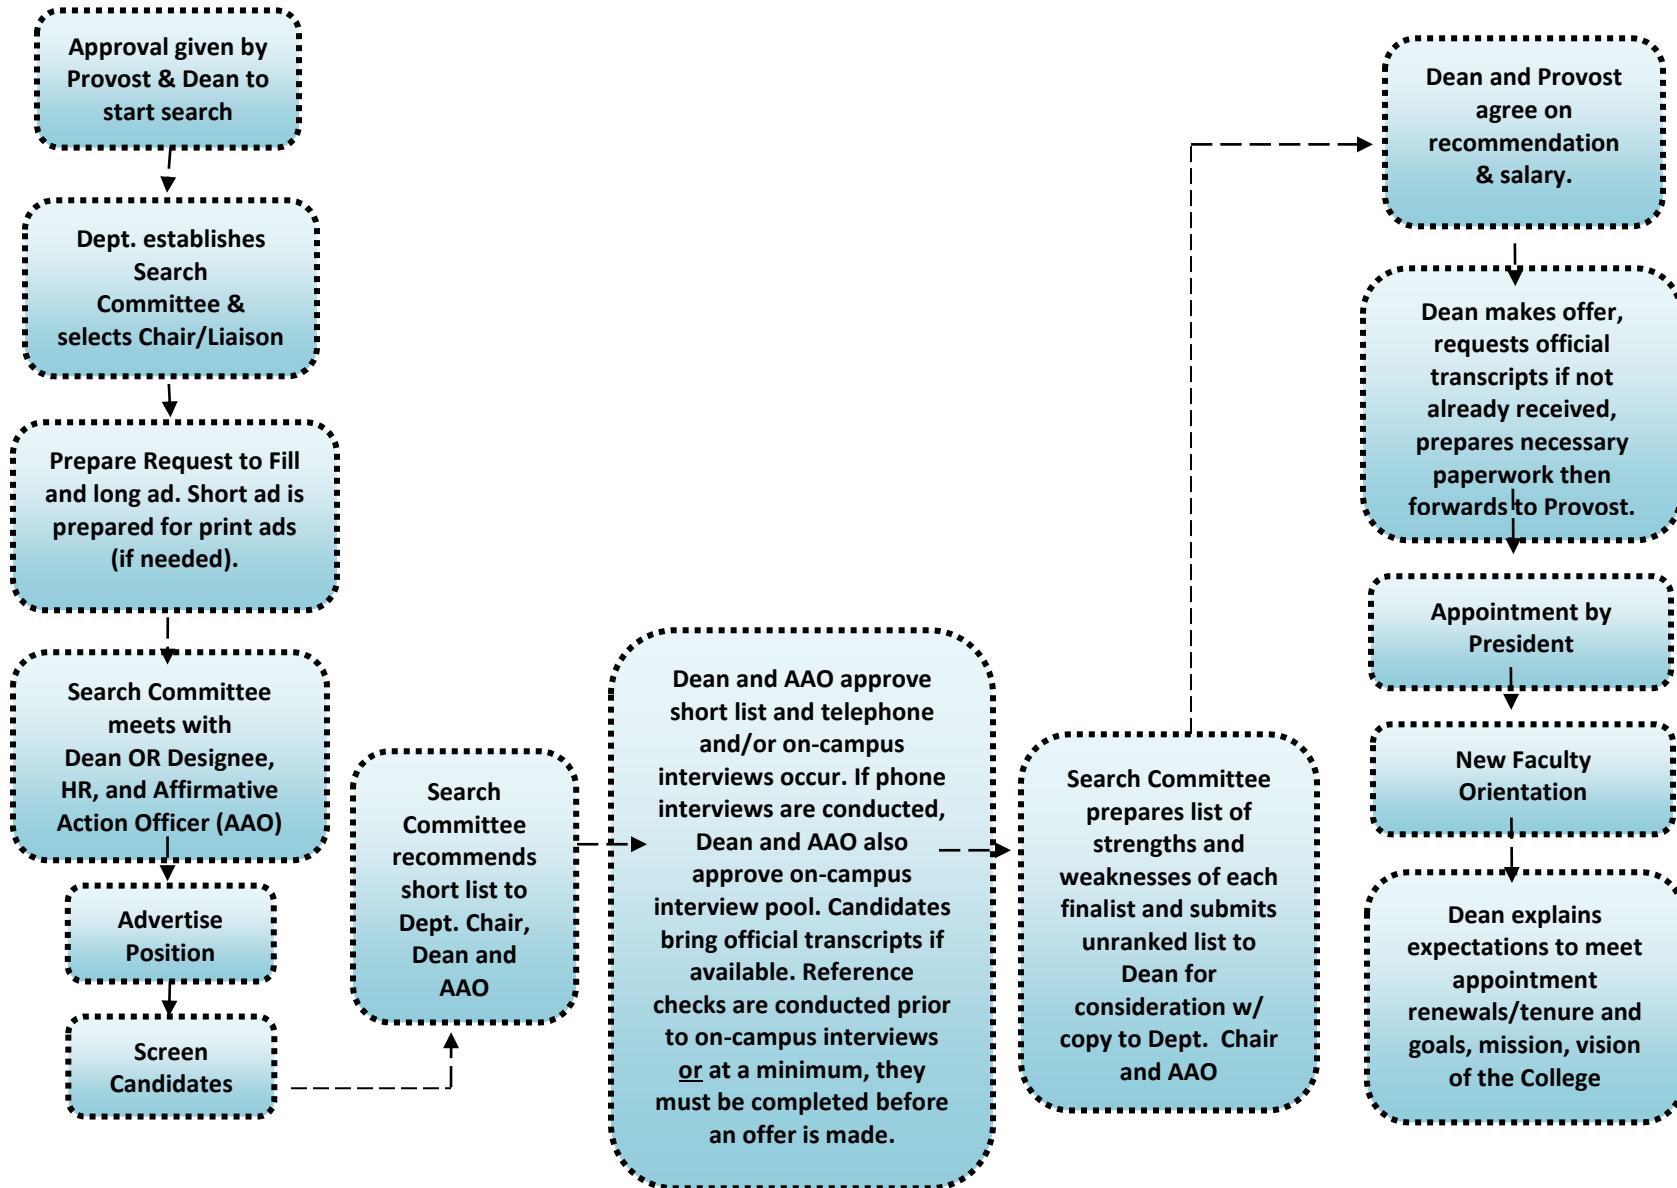 Approval given by
Provost & Dean to
start search
Dept. establishes
Search
Committee &
selects Chair/Liaison
Prepare Request to Fill
and long ad. Short ad is
prepared for print ads
(if needed).
Search Committee
meets with
Dean OR Designee,
HR, and Affirmative
Action Officer (AAO)
Advertise
Position
Screen
Candidates
Search
Committee
recommends
short list to
Dept. Chair,
Dean and
AAO
Dean and AAO approve
short list and telephone
and/or on-campus
interviews occur. If phone
interviews are conducted,
Dean and AAO also
approve on-campus
interview pool. Candidates
bring official transcripts if
available. Reference
checks are conducted prior
to on-campus interviews
or at a minimum, they
must be completed before
an offer is made.
Search Committee
prepares list of
strengths and
weaknesses of each
finalist and submits
unranked list to
Dean for
consideration w/
copy to Dept. Chair
and AAO
Dean and Provost
agree on
recommendation
& salary.
Dean makes offer,
requests official
transcripts if not
already received,
prepares necessary
paperwork then
forwards to Provost.
Appointment by
President
New Faculty
Orientation
Dean explains
expectations to meet
appointment
renewals/tenure and
goals, mission, vision
of the College